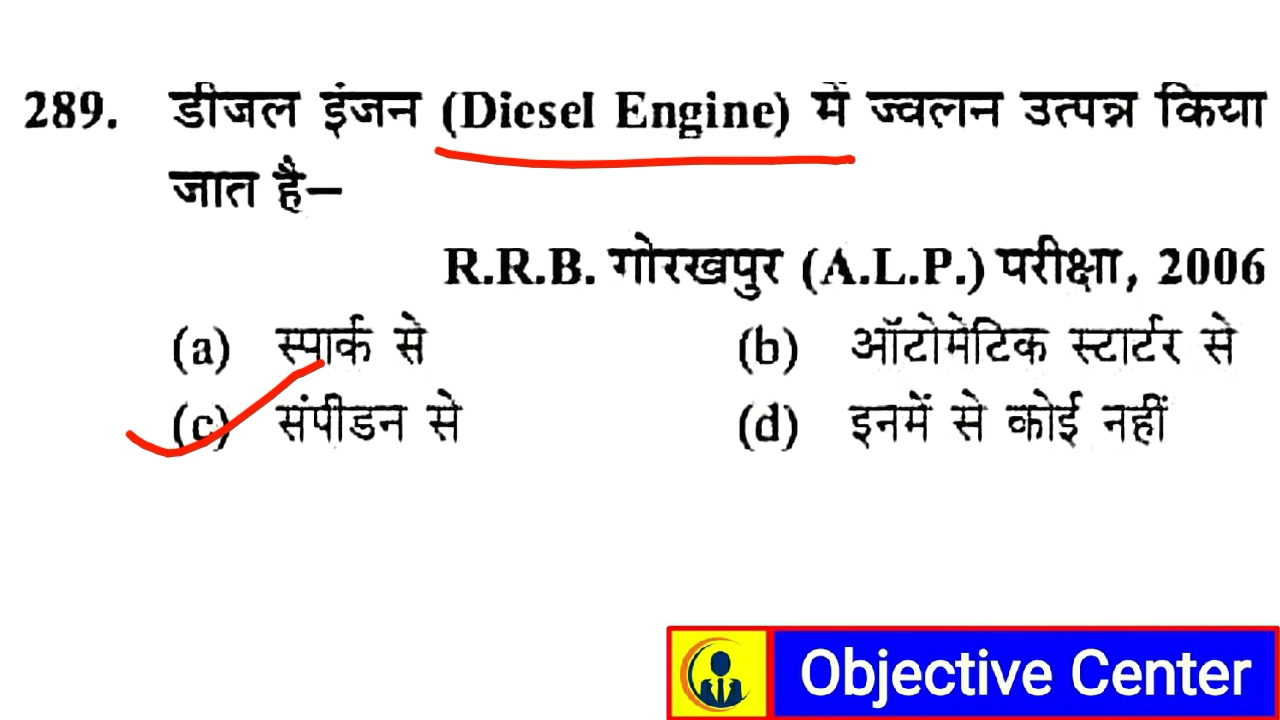 289. डीजल इंजन (Diesel Engine) में ज्वलन उत्पन्न किया
जात है–
R.R.B. गोरखपुर (A.L.P.) परीक्षा, 2006
(a) स्पार्क से (b) ऑटोमेटिक स्टार्टर से
(c) संपीडन से (d) इनमें से कोई नहीं
Objective Center